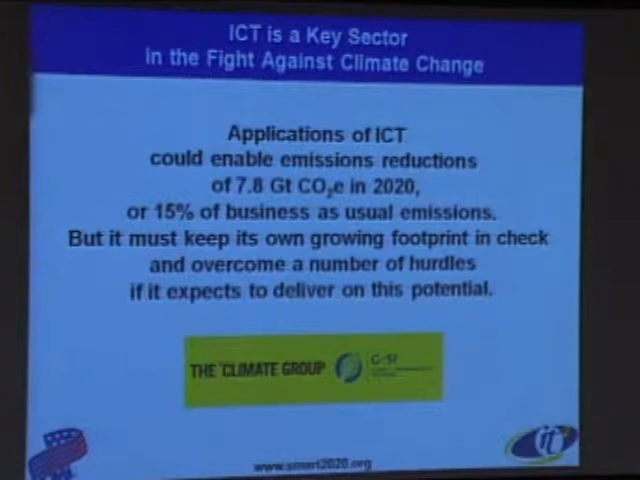 ICT is a Key Sector
in the Fight Against Climate Change
Applications of ICT
could enable emissions reductions
of 7.8 Gt CO₂e in 2020,
or 15% of business as usual emissions.
But it must keep its own growing footprint in check
and overcome a number of hurdles
if it expects to deliver on this potential.
THE °CLIMATE GROUP
it
www.smart2020.org